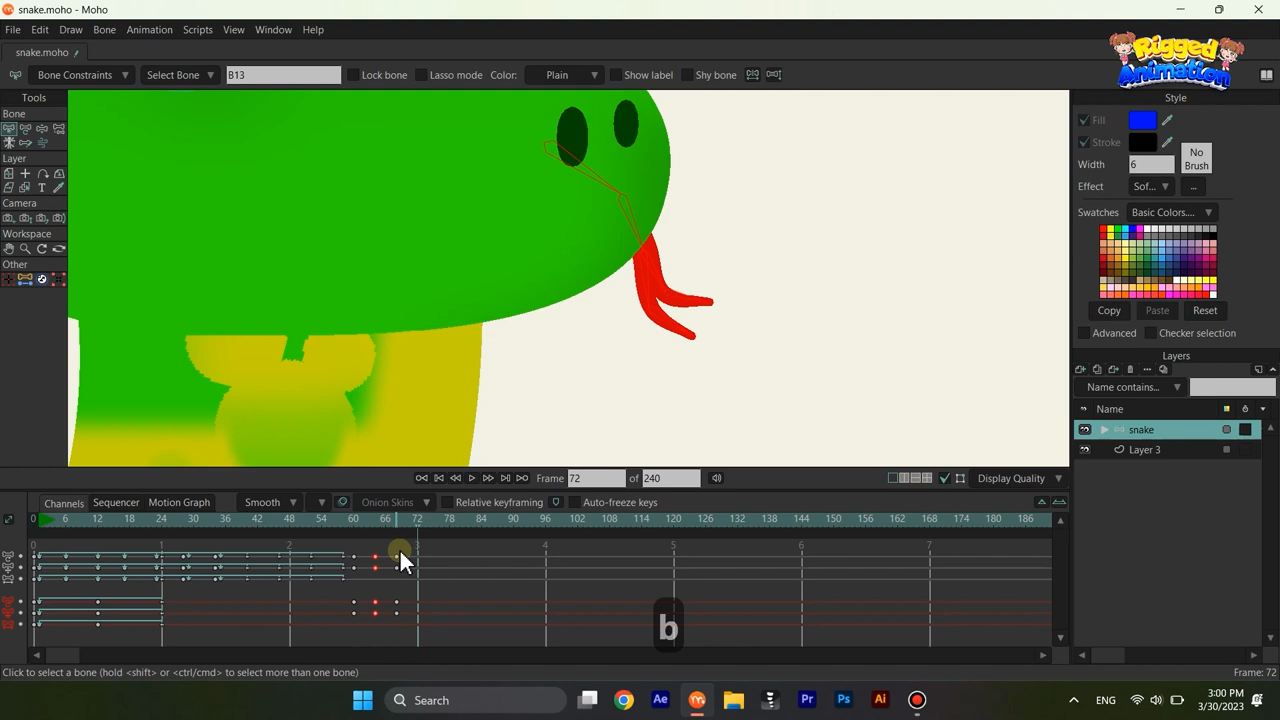 snake.moho - Moho
File Edit Draw Bone Animation Scripts View Window Help
snake.moho
Rigged
Animation
Bone Constraints Select Bone B13 Lock bone Lasso mode Color: Plain Show label Shy bone
Tools
Bone
Layer
Camera
Workspace
Other
Style
Fill
Stroke
No
Brush
Width 6
Effect Sof... ...
Swatches Basic Colors....
Copy Paste Reset
Advanced Checker selection
Layers
Name contains...
Name
snake
Layer 3
Frame 72 of 240 Display Quality
Channels Sequencer Motion Graph Smooth Onion Skins Relative keyframing Auto-freeze keys
0 6 12 18 24 30 36 42 48 54 60 66 72 78 84 90 96 102 108 114 120 126 132 138 144 150 156 162 168 174 180 186
0 1 2 3 4 5 6 7
b
Click to select a bone (hold <shift> or <ctrl/cmd> to select more than one bone) Frame: 72
Search
ENG
3:00 PM
3/30/2023